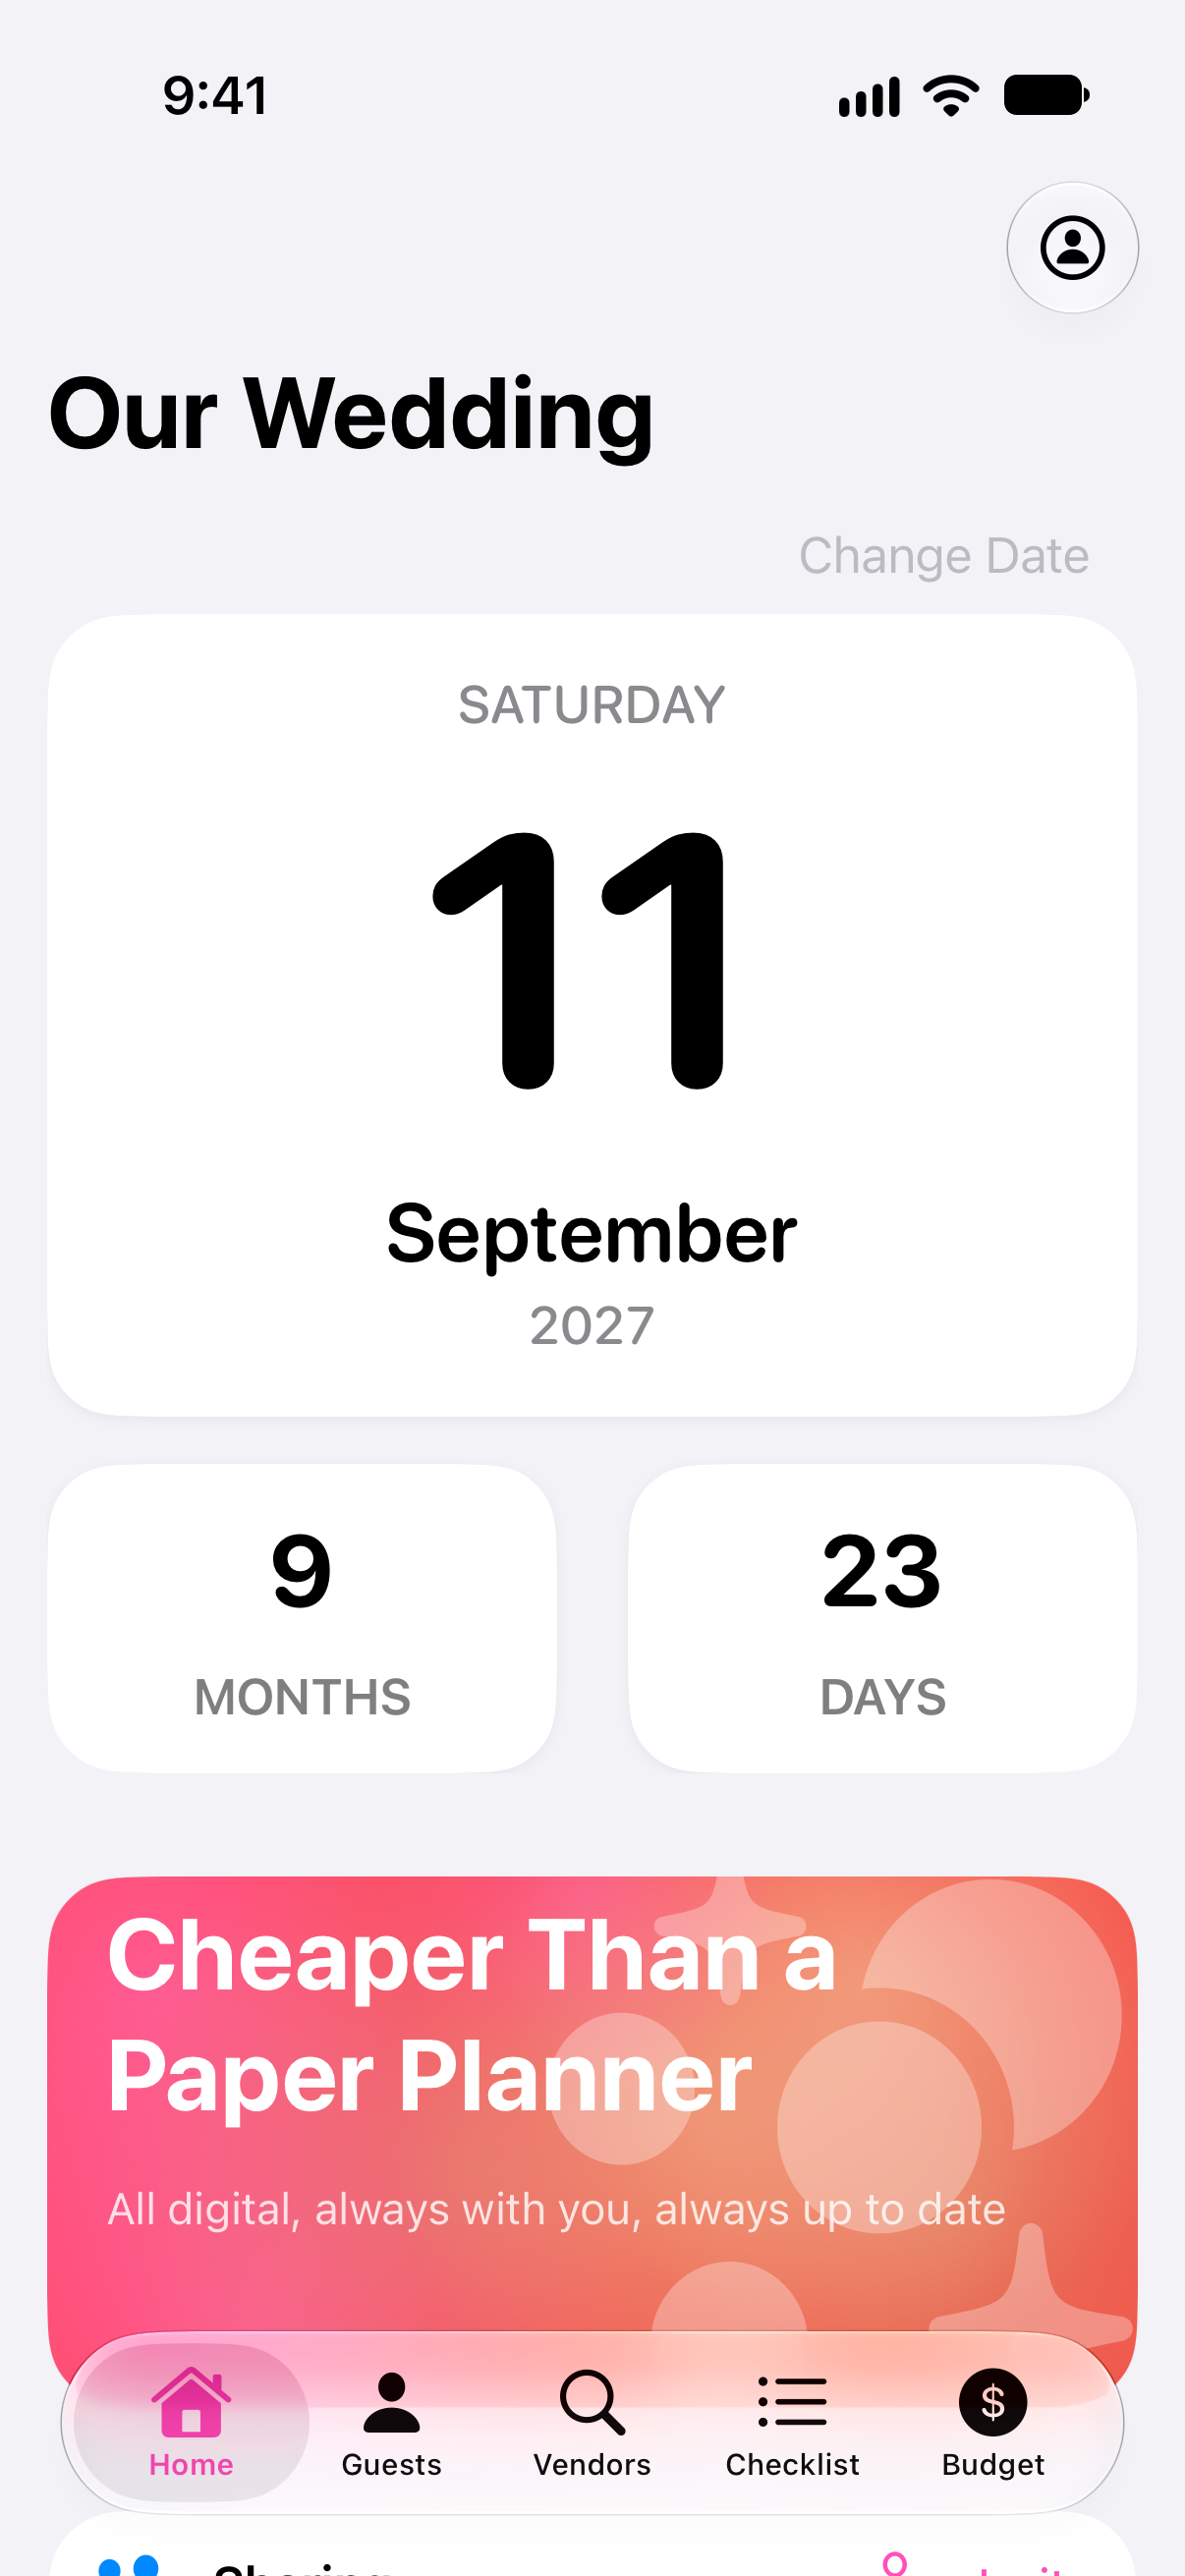 9:41
Our Wedding
Change Date
SATURDAY
11
September
2027
9
MONTHS
23
DAYS
Cheaper Than a
Paper Planner
All digital, always with you, always up to date
Home
Guests
Vendors
Checklist
$
Budget